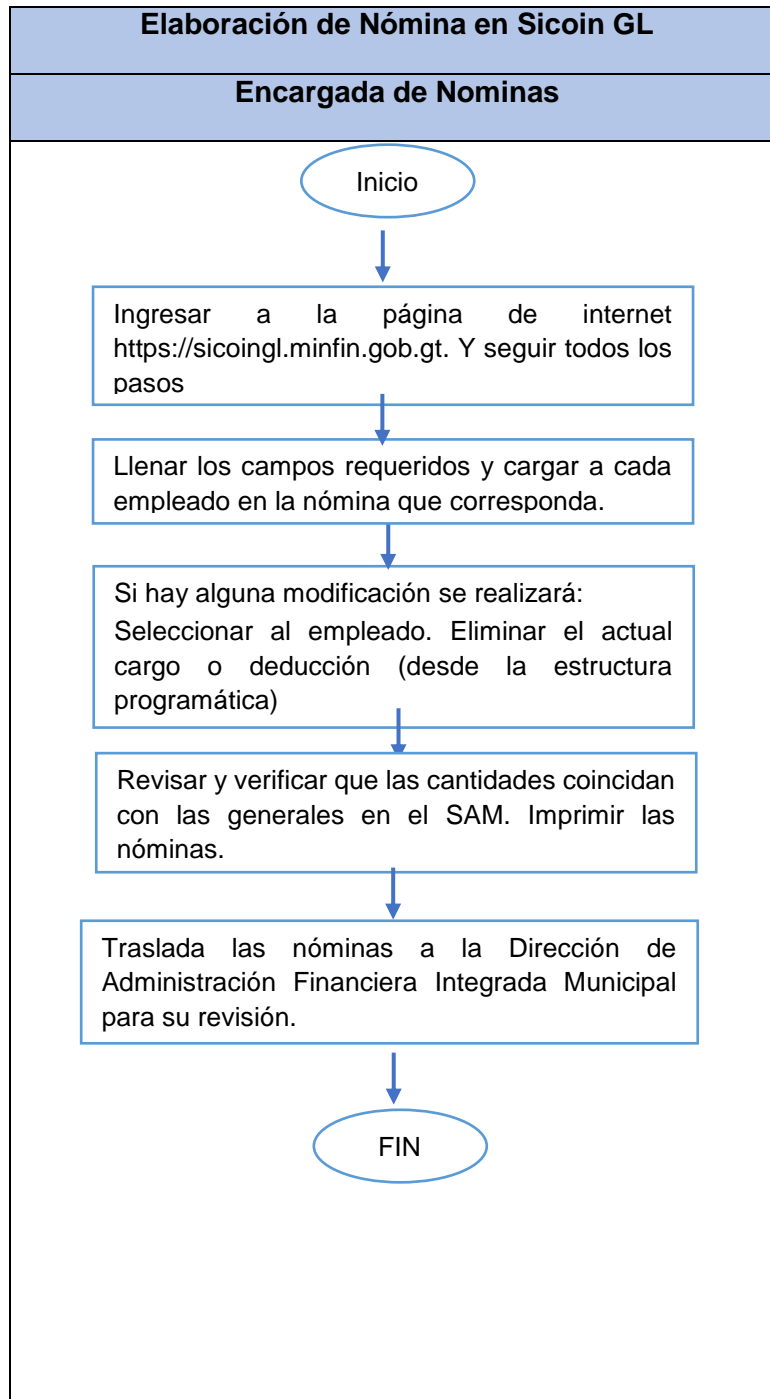 Elaboración de Nómina en Sicoin GL
Encargada de Nominas
Inicio
Ingresar a la página de internet
https://sicoingl.minfin.gob.gt. Y seguir todos los
pasos
Llenar los campos requeridos y cargar a cada
empleado en la nómina que corresponda.
Si hay alguna modificación se realizará:
Seleccionar al empleado. Eliminar el actual
cargo o deducción (desde la estructura
programática)
Revisar y verificar que las cantidades coincidan
con las generales en el SAM. Imprimir las
nóminas.
Traslada las nóminas a la Dirección de
Administración Financiera Integrada Municipal
para su revisión.
FIN